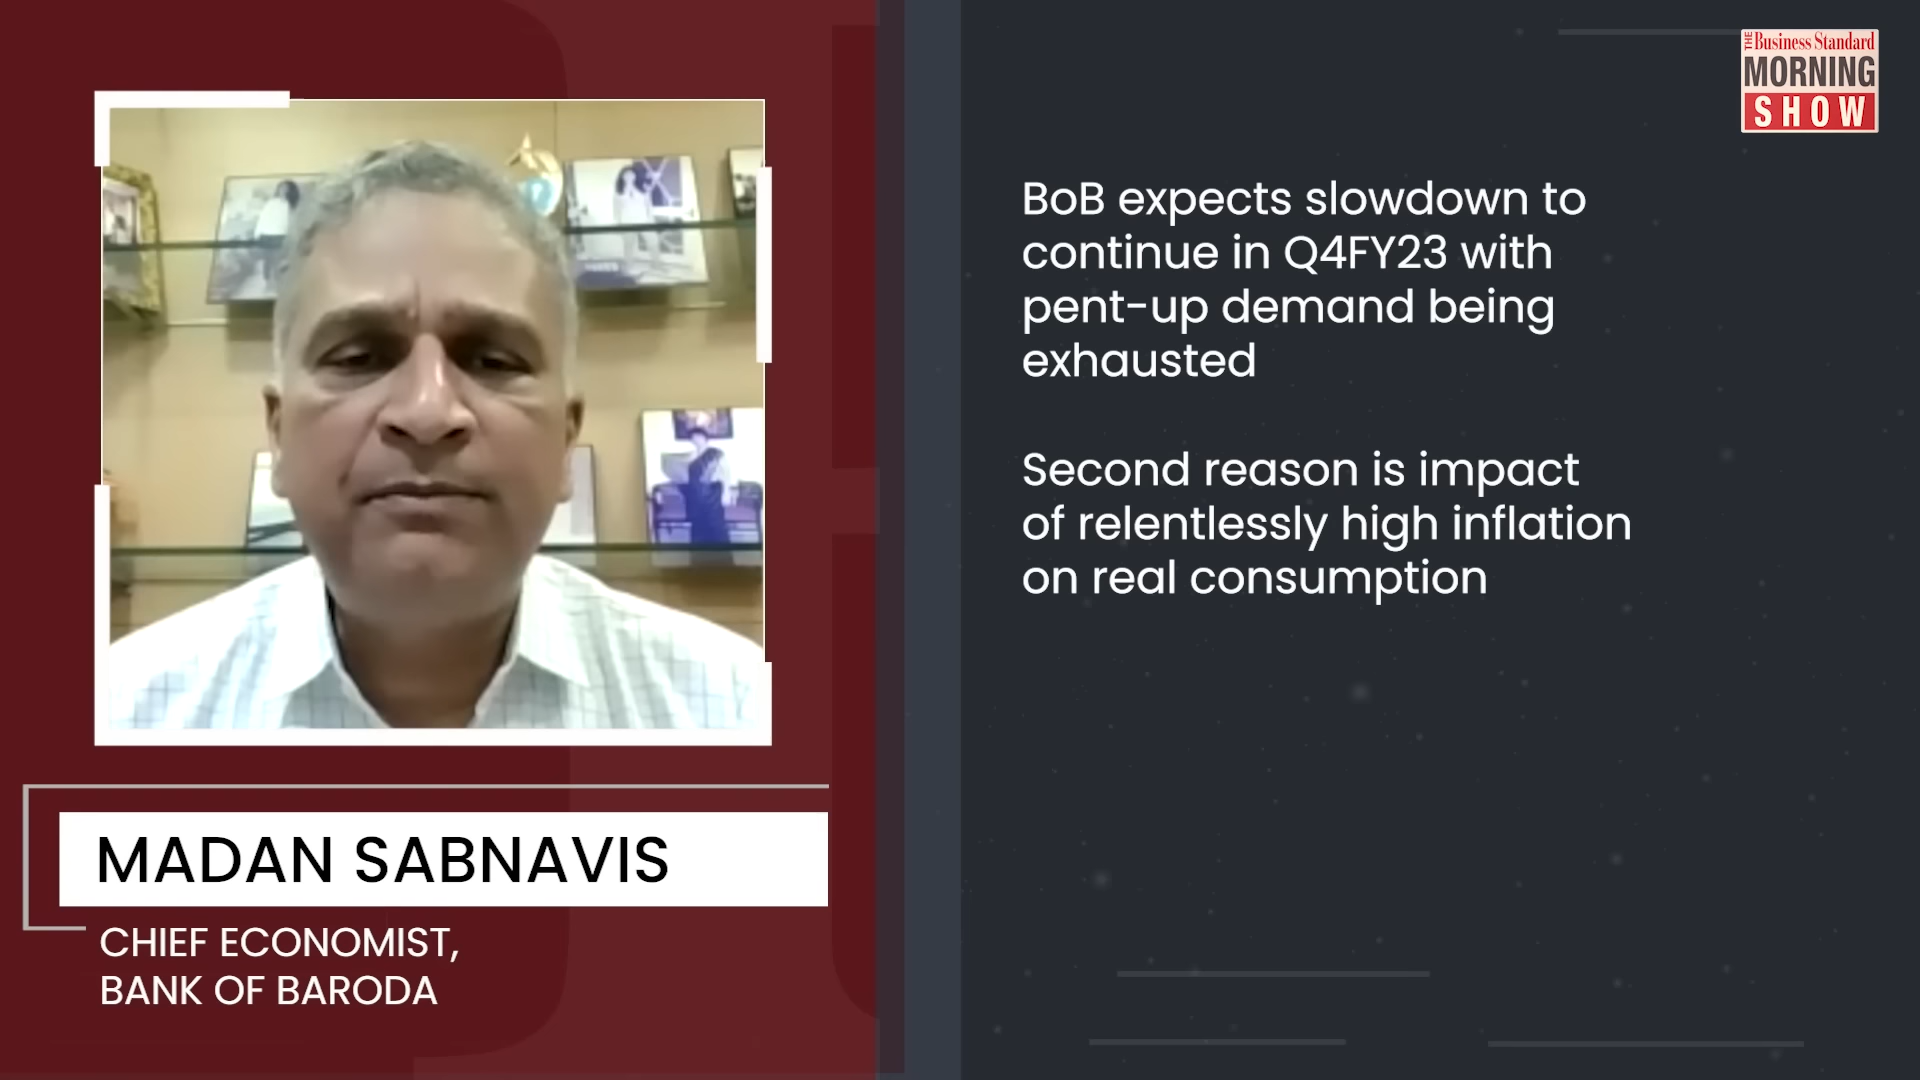 THE Business Standard
MORNING
SHOW
BoB expects slowdown to
continue in Q4FY23 with
pent-up demand being
exhausted
Second reason is impact
of relentlessly high inflation
on real consumption
MADAN SABNAVIS
CHIEF ECONOMIST,
BANK OF BARODA